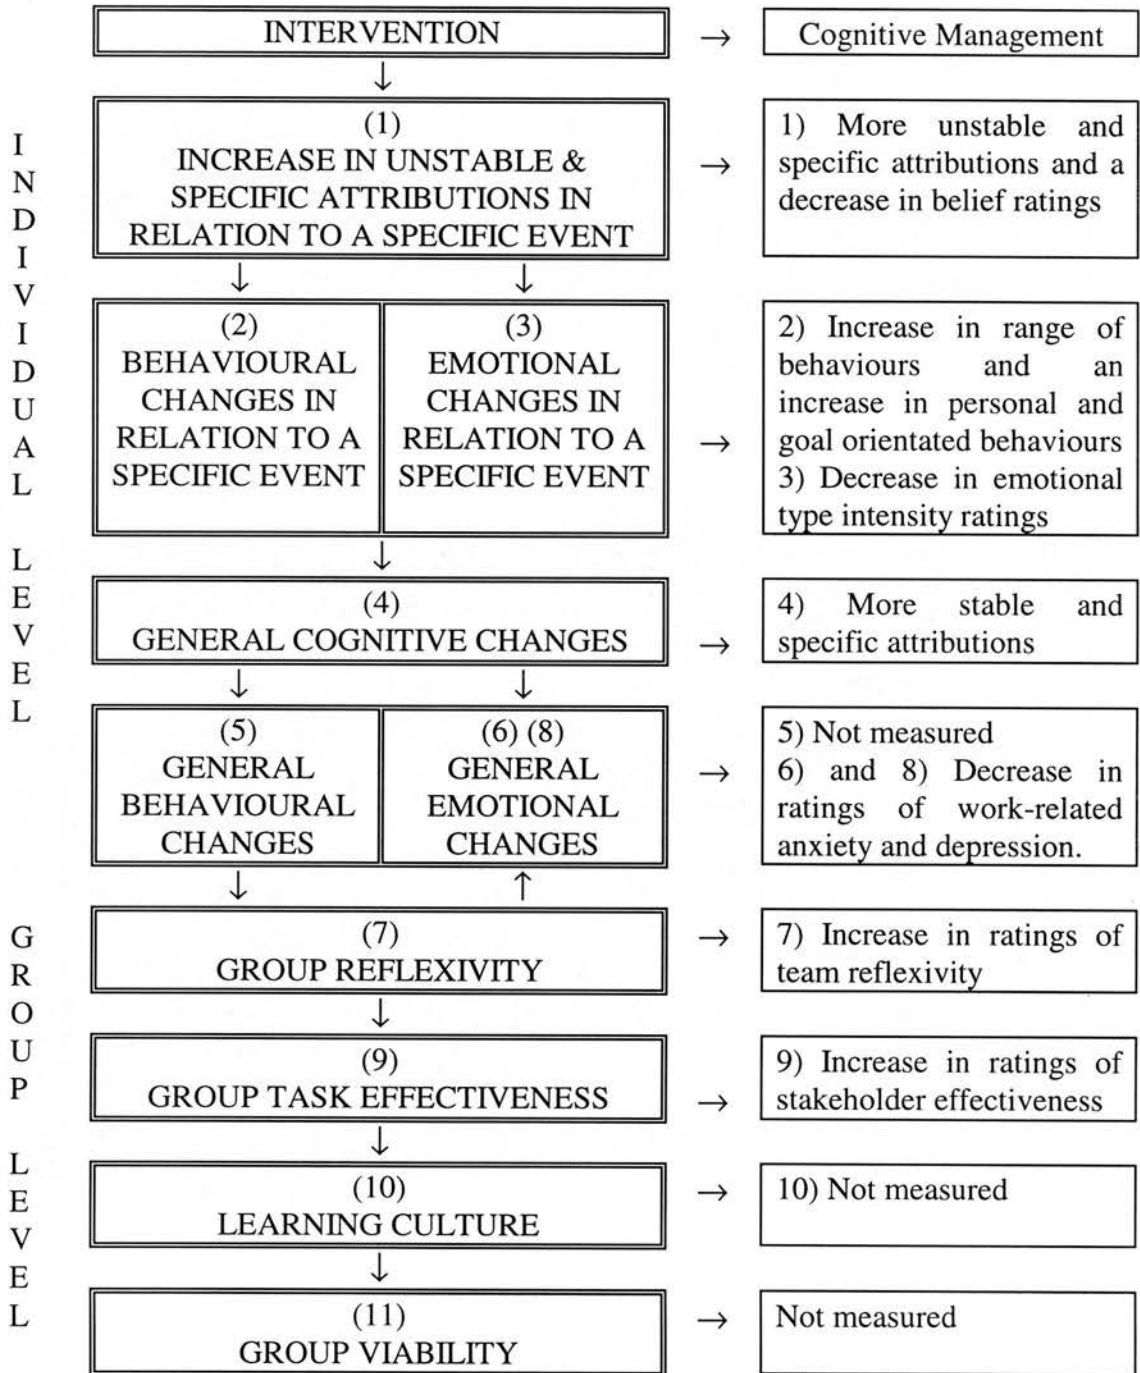 INTERVENTION → Cognitive Management
↓
(1)
INCREASE IN UNSTABLE &
SPECIFIC ATTRIBUTIONS IN
RELATION TO A SPECIFIC EVENT
→
1) More unstable and
specific attributions and a
decrease in belief ratings
↓ ↓
(2)
BEHAVIOURAL
CHANGES IN
RELATION TO A
SPECIFIC EVENT
(3)
EMOTIONAL
CHANGES IN
RELATION TO A
SPECIFIC EVENT
→
2) Increase in range of
behaviours and an
increase in personal and
goal orientated behaviours
3) Decrease in emotional
type intensity ratings
↓
(4)
GENERAL COGNITIVE CHANGES
→
4) More stable and
specific attributions
↓ ↓
(5)
GENERAL
BEHAVIOURAL
CHANGES
(6) (8)
GENERAL
EMOTIONAL
CHANGES
→
5) Not measured
6) and 8) Decrease in
ratings of work-related
anxiety and depression.
INDIVIDUAL LEVEL
↓ ↑
(7)
GROUP REFLEXIVITY
→
7) Increase in ratings of
team reflexivity
↓
(9)
GROUP TASK EFFECTIVENESS
→
9) Increase in ratings of
stakeholder effectiveness
↓
(10)
LEARNING CULTURE
→
10) Not measured
↓
(11)
GROUP VIABILITY
→
Not measured
GROUP LEVEL